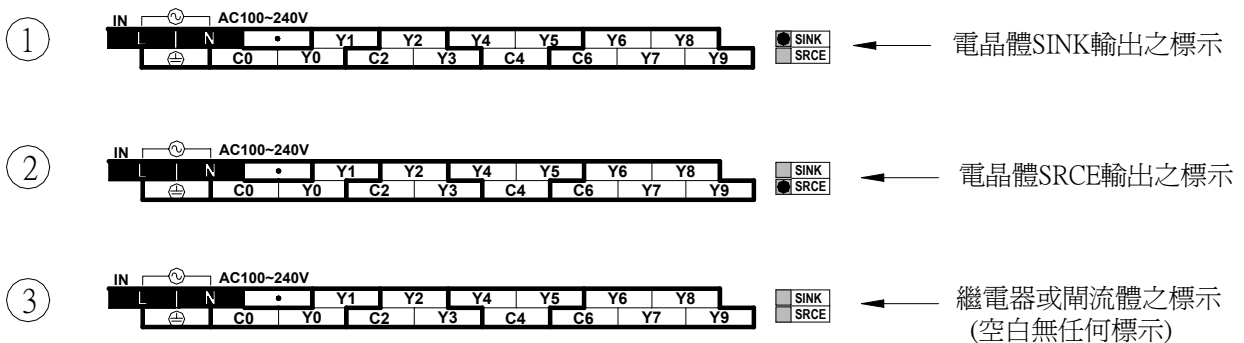 1
IN AC100~240V
L N Y1 Y2 Y4 Y5 Y6 Y8
C0 Y0 C2 Y3 C4 C6 Y7 Y9
SINK
SRCE
電晶體SINK輸出之標示
2
IN AC100~240V
L N Y1 Y2 Y4 Y5 Y6 Y8
C0 Y0 C2 Y3 C4 C6 Y7 Y9
SINK
SRCE
電晶體SRCE輸出之標示
3
IN AC100~240V
L N Y1 Y2 Y4 Y5 Y6 Y8
C0 Y0 C2 Y3 C4 C6 Y7 Y9
SINK
SRCE
繼電器或閘流體之標示
(空白無任何標示)